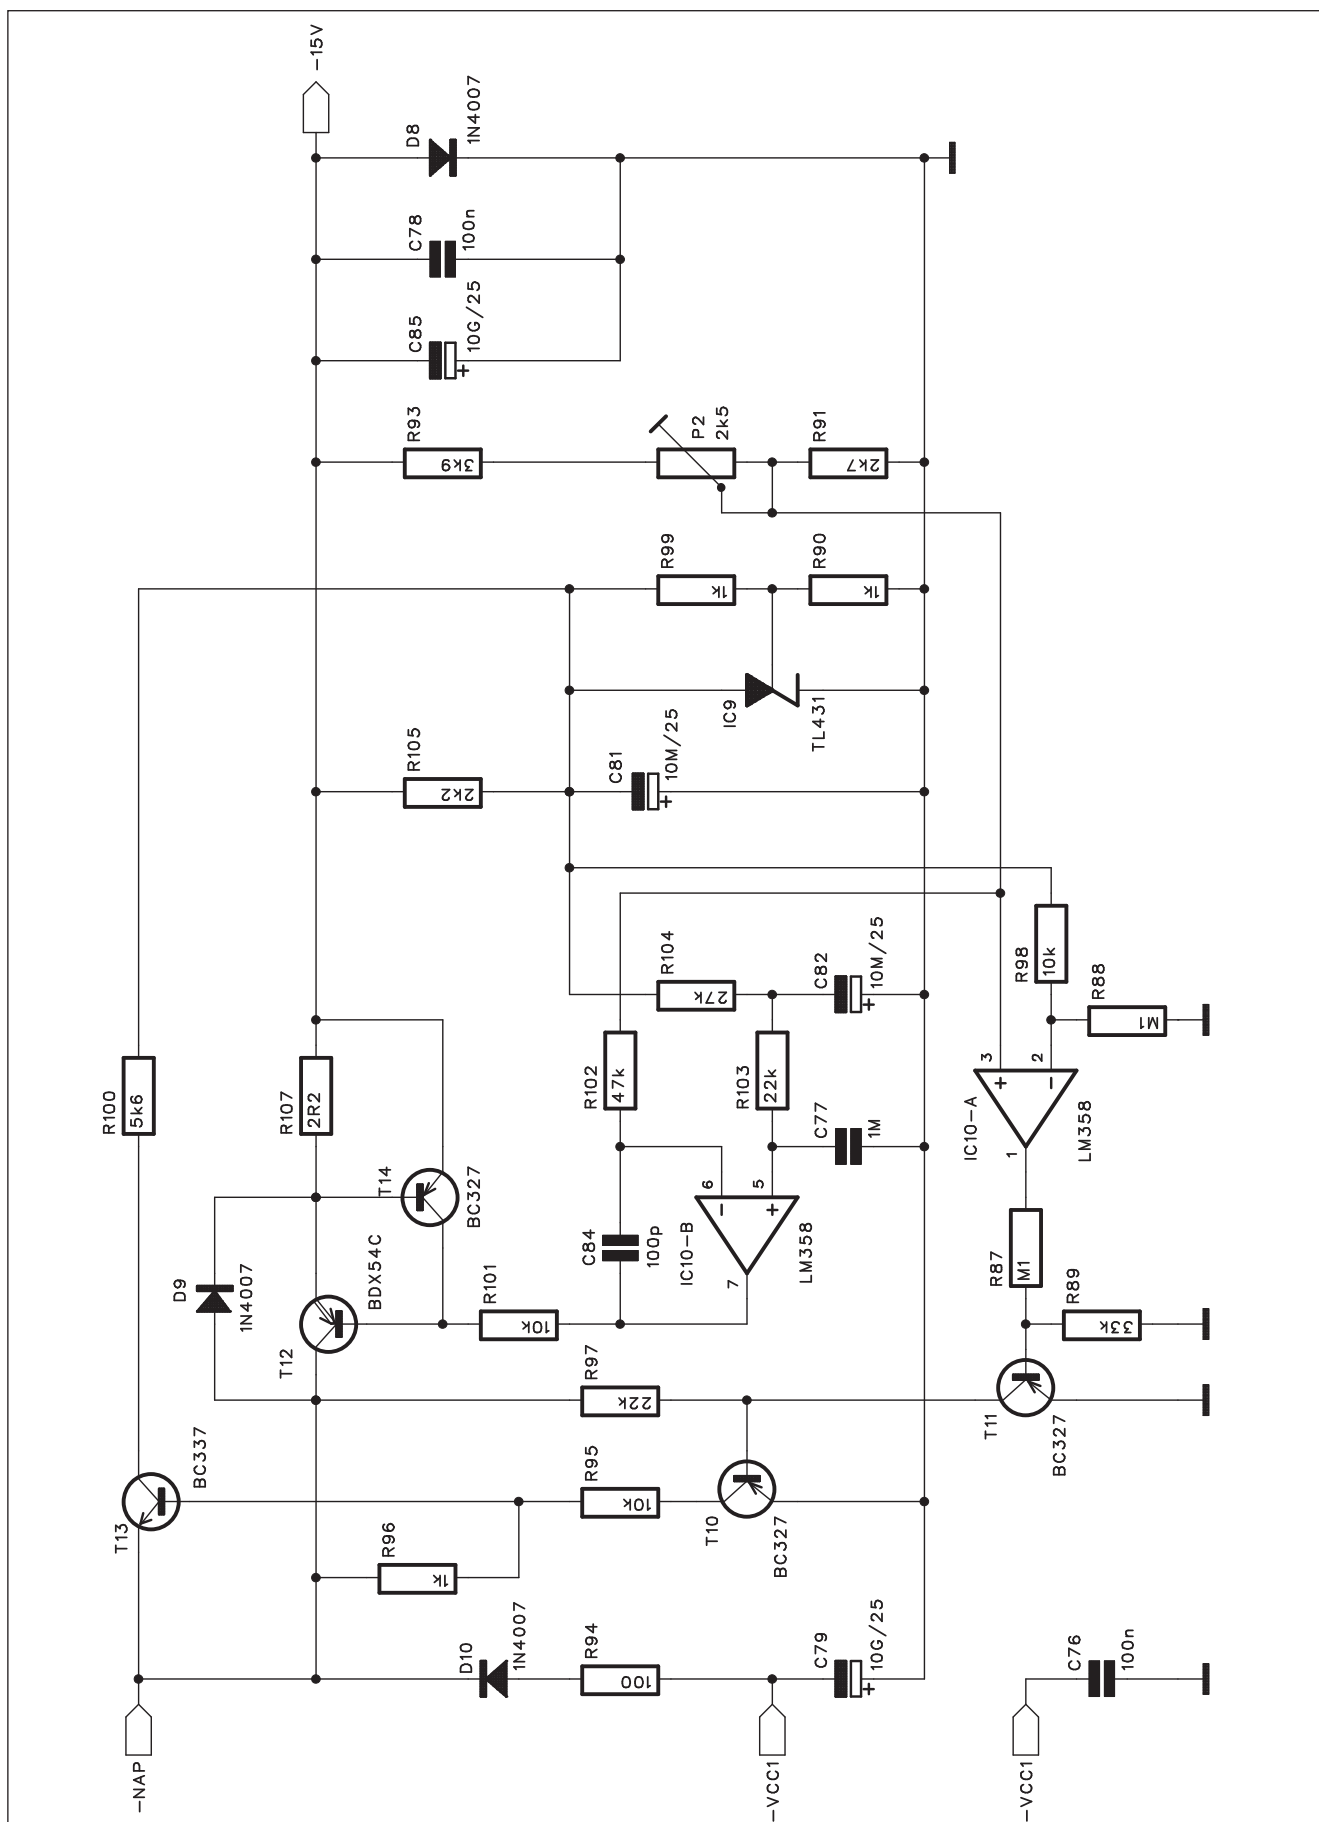 -15V
D8
1N4007
C78
100n
C85
10G/25
R93
3k9
P2
2k5
R91
2k7
R99
1k
R90
1k
IC9
TL431
R105
2k2
C81
10M/25
R104
27k
C82
10M/25
R98
10k
R88
M1
R100
5k6
R107
2R2
R102
47k
R103
22k
C77
1M
3
+
2
-
IC10-A
1
LM358
T14
BC327
C84
100p
6
-
5
+
IC10-B
7
LM358
R87
M1
R89
33k
D9
1N4007
BDX54C
T12
R101
10k
R97
22k
T11
BC327
BC337
T13
R95
10k
T10
BC327
R96
1k
D10
1N4007
R94
100
C79
10G/25
+
+
+
+
C76
100n
-NAP
-VCC1
-VCC1